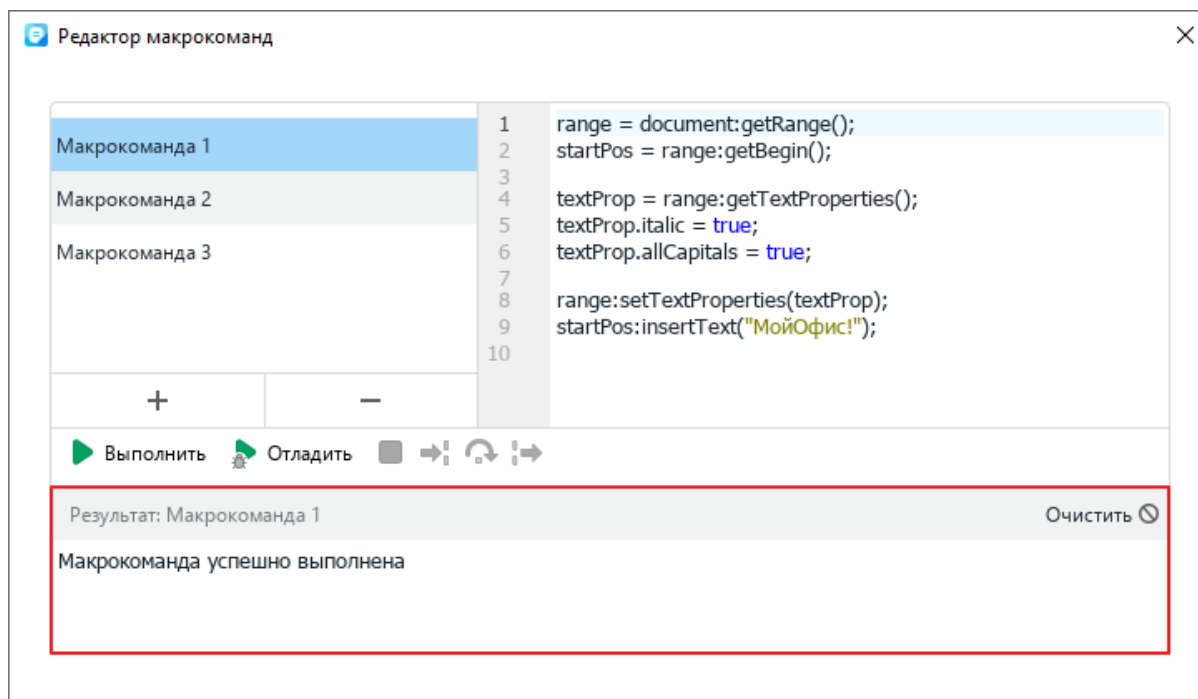 Редактор макрокоманд
Макрокоманда 1
Макрокоманда 2
Макрокоманда 3
1 range = document:getRange();
2 startPos = range:getBegin();
3
4 textProp = range:getTextProperties();
5 textProp.italic = true;
6 textProp.allCapitals = true;
7
8 range:setTextProperties(textProp);
9 startPos:insertText("МойОфис!");
10
+ −
Выполнить Отладить
Результат: Макрокоманда 1 Очистить
Макрокоманда успешно выполнена